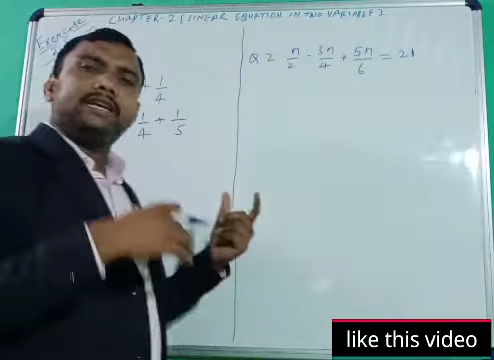 CHAPTER-2 [LINEAR EQUATION IN TWO VARIABLE]
Exercise
+ 1/4
1/4 + 1/5
Q 2 n/2 - 3n/4 + 5n/6 = 21
like this video